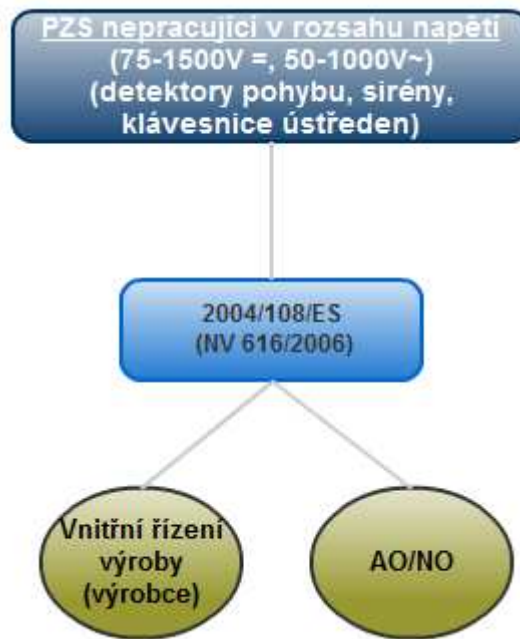 PZS nepracující v rozsahu napětí
(75-1500V =, 50-1000V~)
(detektory pohybu, sirény,
klávesnice ústředen)
2004/108/ES
(NV 616/2006)
Vnitřní řízení
výroby
(výrobce)
AO/NO